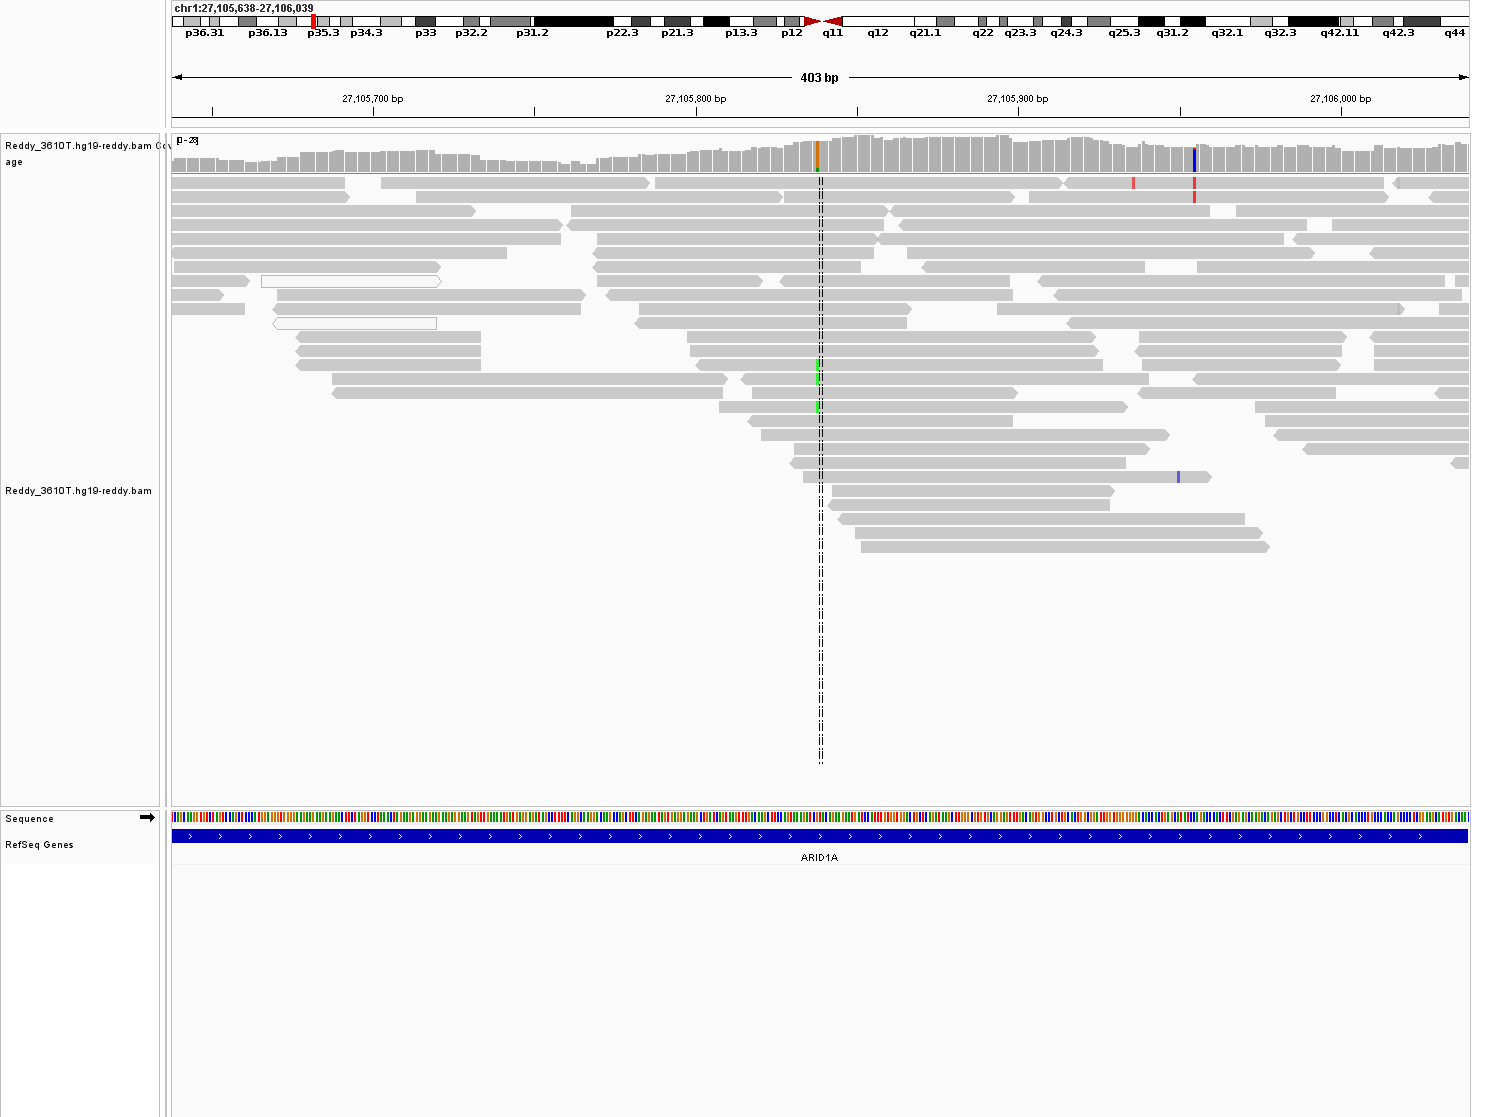 chr1:27,105,638-27,106,039
p36.31 p36.13 p35.3 p34.3 p33 p32.2 p31.2 p22.3 p21.3 p13.3 p12 q11 q12 q21.1 q22 q23.3 q24.3 q25.3 q31.2 q32.1 q32.3 q42.11 q42.3 q44
403 bp
27,105,700 bp 27,105,800 bp 27,105,900 bp 27,106,000 bp
[0-28]
Reddy_3610T.hg19-reddy.bam Cov
age
Reddy_3610T.hg19-reddy.bam
Sequence
RefSeq Genes
ARID1A